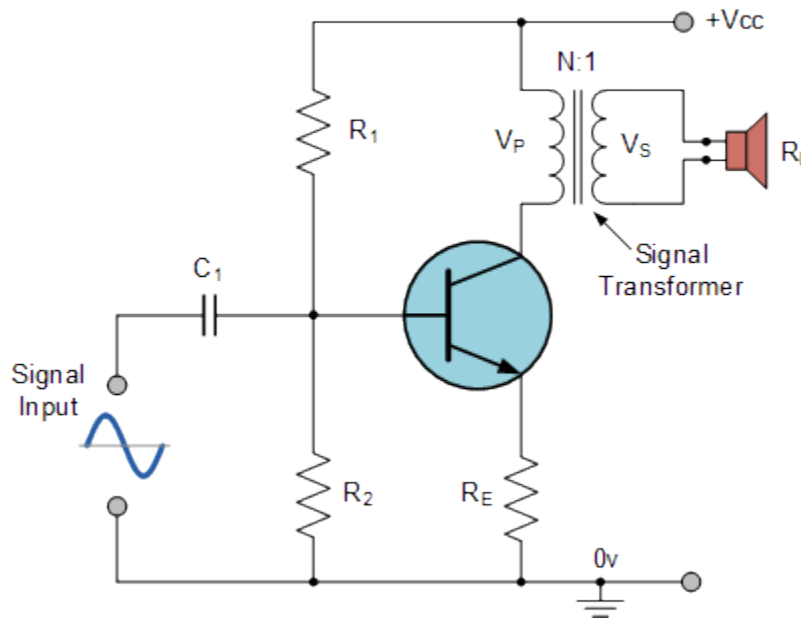 +Vcc
N:1
R1
VP
VS
Signal
Transformer
C1
Signal
Input
R2
RE
0v